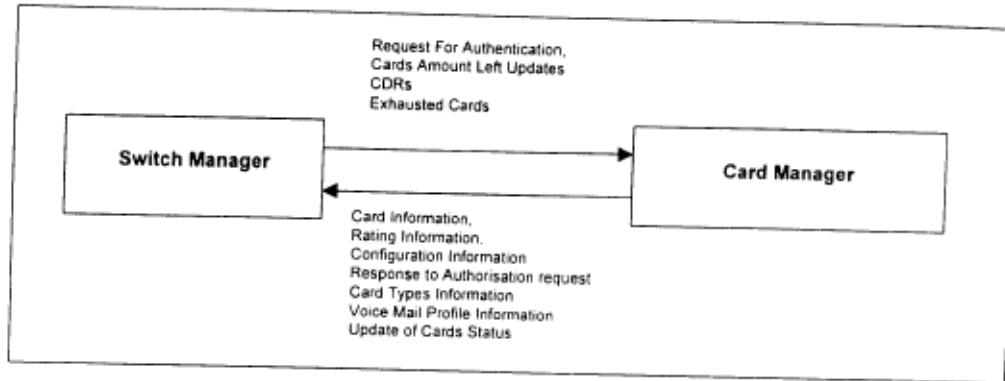 Request For Authentication,
Cards Amount Left Updates
CDRs
Exhausted Cards
Switch Manager
Card Manager
Card Information,
Rating Information.
Configuration Information
Response to Authorisation request
Card Types Information
Voice Mail Profile Information
Update of Cards Status